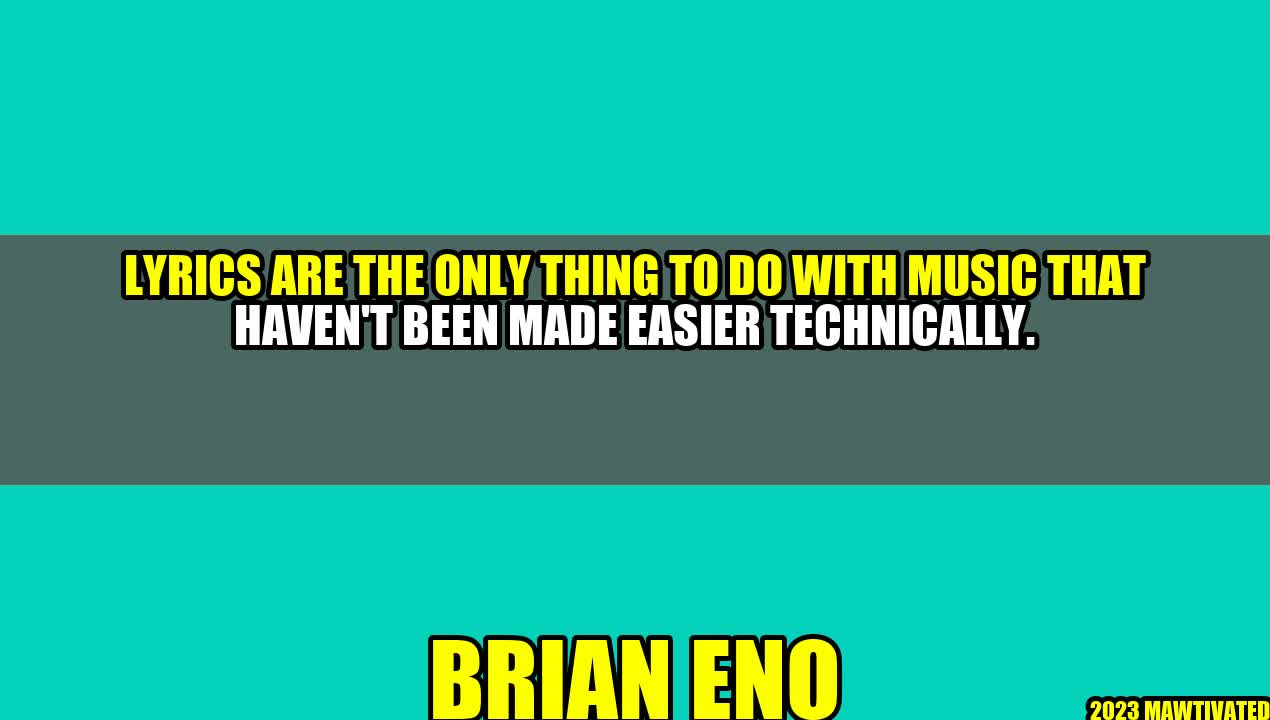 LYRICS ARE THE ONLY THING TO DO WITH MUSIC THAT
HAVEN'T BEEN MADE EASIER TECHNICALLY.
BRIAN ENO
2023 MAWTIVATED